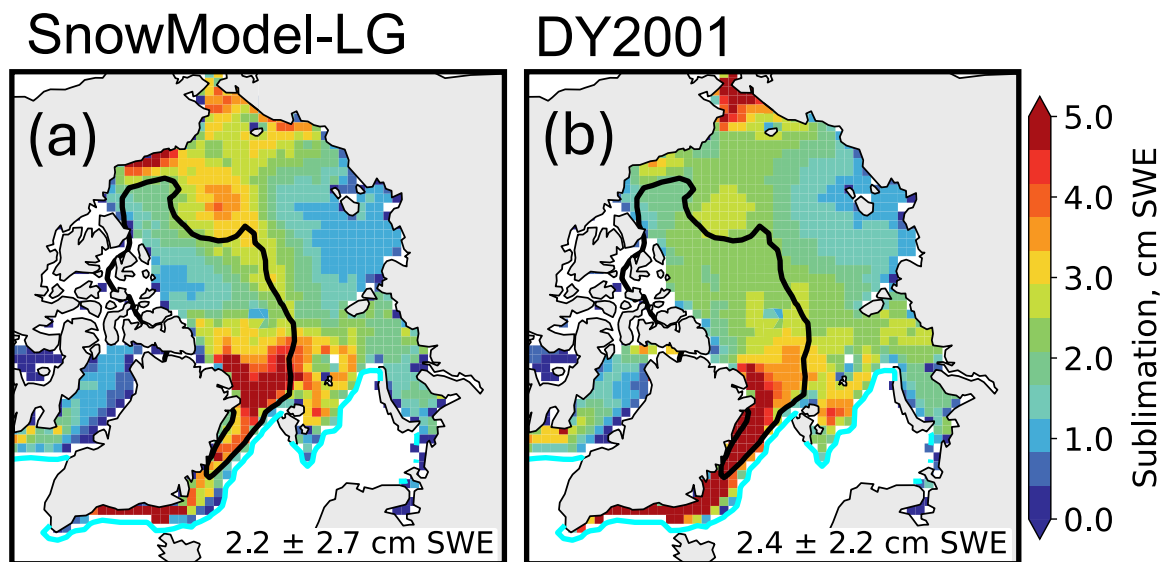 SnowModel-LG
DY2001
(a)
(b)
5.0
4.0
3.0
2.0
1.0
0.0
Sublimation, cm SWE
2.2 ± 2.7 cm SWE
2.4 ± 2.2 cm SWE